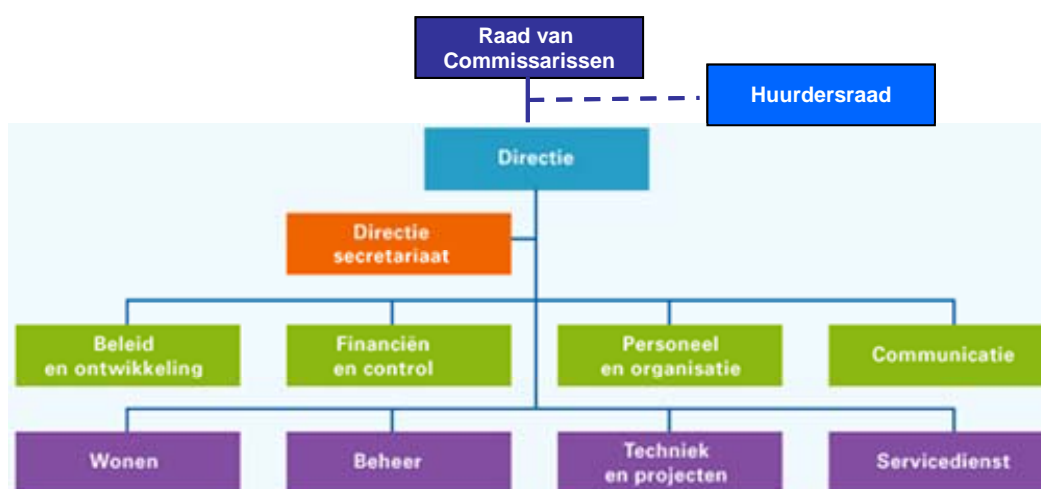 Raad van
Commissarissen
Huurdersraad
Directie
Directie
secretariaat
Beleid
en ontwikkeling
Financiën
en control
Personeel
en organisatie
Communicatie
Wonen
Beheer
Techniek
en projecten
Servicedienst